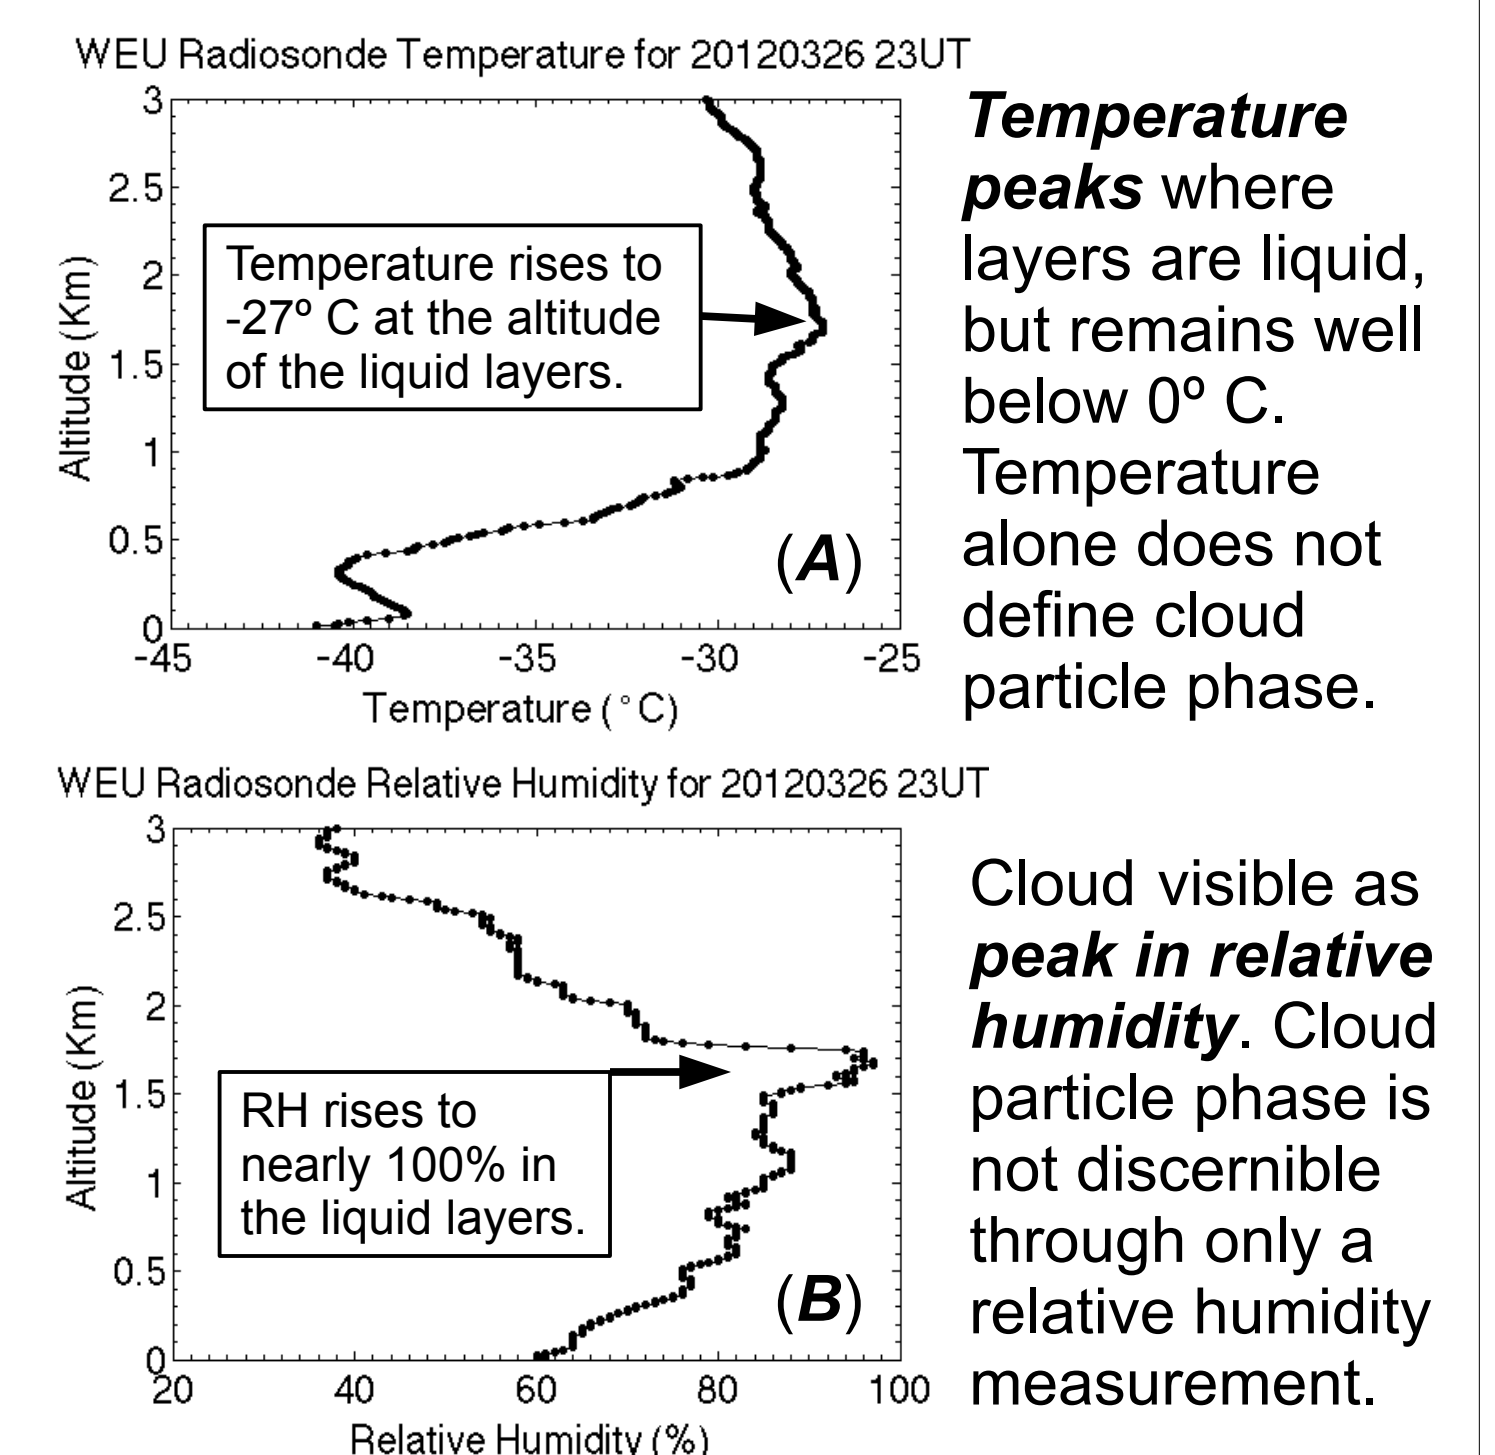 WEU Radiosonde Temperature for 20120326 23UT
3
2.5
2
1.5
1
0.5
0
Altitude (Km)
Temperature rises to
-27º C at the altitude
of the liquid layers.
(A)
-45 -40 -35 -30 -25
Temperature (°C)
Temperature
peaks where
layers are liquid,
but remains well
below 0º C.
Temperature
alone does not
define cloud
particle phase.
WEU Radiosonde Relative Humidity for 20120326 23UT
3
2.5
2
1.5
1
0.5
0
Altitude (Km)
RH rises to
nearly 100% in
the liquid layers.
(B)
20 40 60 80 100
Relative Humidity (%)
Cloud visible as
peak in relative
humidity. Cloud
particle phase is
not discernible
through only a
relative humidity
measurement.